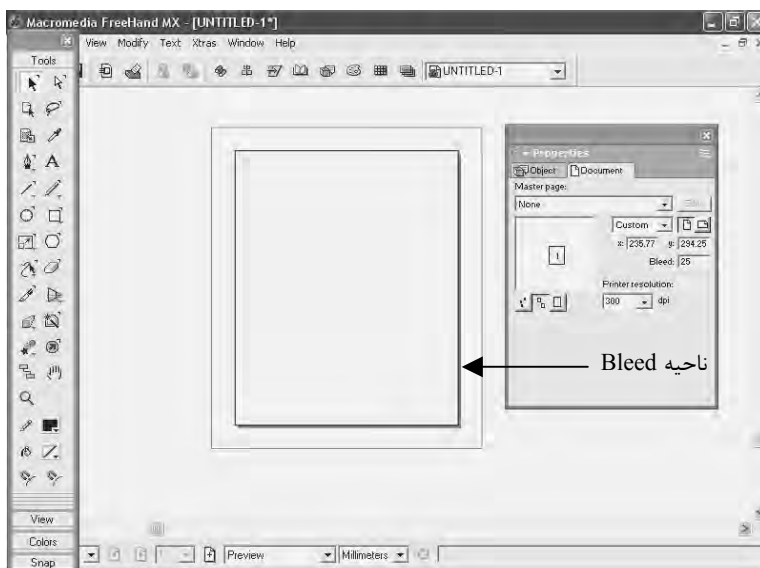 Macromedia FreeHand MX - [UNTITLED-1*]
View Modify Text Xtras Window Help
Tools
UNTITLED-1
Properties
Object Document
Master page:
None
Custom
x: 235.77 y: 294.25
Bleed: 25
Printer resolution:
300 dpi
ناحیه Bleed
View
Colors
Snap
1
Preview
Millimeters